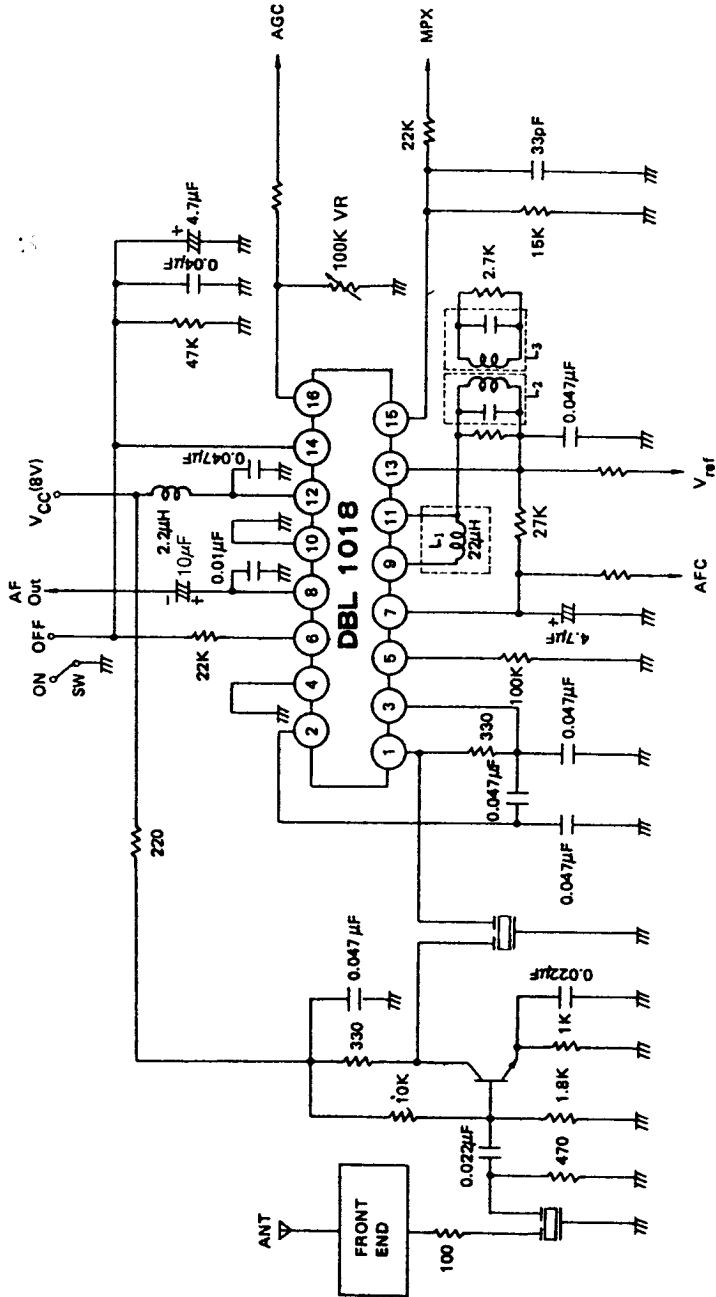 ANT
FRONT
END
100
0.022μF
470
1.8K
1K
0.022μF
10K
330
0.047 μF
220
ON
OFF
SW
AF
Out
V_CC(8V)
22K
10μF
-
+
0.01μF
2.2μH
0.047μF
47K
0.04μF
4.7μF
+
AGC
100K VR
MPX
22K
33pF
15K
2
4
6
8
10
12
14
16
DBL 1018
1
3
5
7
9
11
13
15
330
0.047μF
0.047μF
0.047μF
100K
4.7μF
+
L1
22μH
27K
AFC
V_ref
0.047μF
L2
L3
2.7K